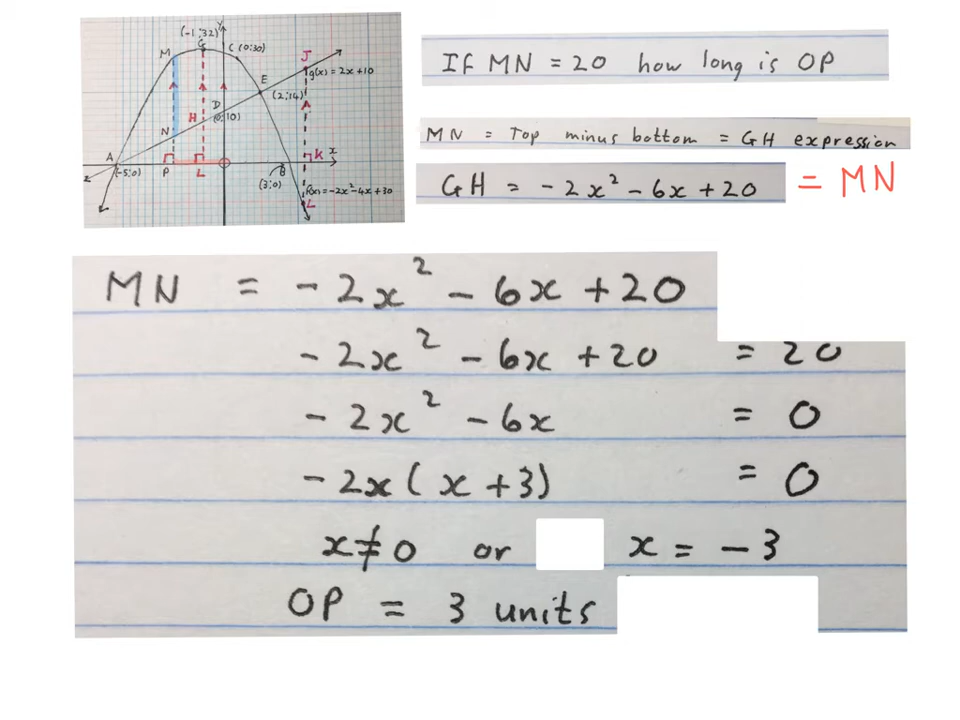 (-1;32)
y
G
M
C (0;30)
J
g(x) = 2x+10
E
(2;14)
D
(0;10)
H
N
A
K
x
(-5;0)
P
L
B
(3;0)
f(x) = -2x²-4x+30
L
If MN = 20 how long is OP
MN = Top minus bottom = GH expression
GH = -2x² - 6x + 20 = MN
MN = -2x² - 6x + 20
-2x² - 6x + 20 = 20
-2x² - 6x = 0
-2x ( x + 3 ) = 0
x ≠ 0 or x = -3
OP = 3 units